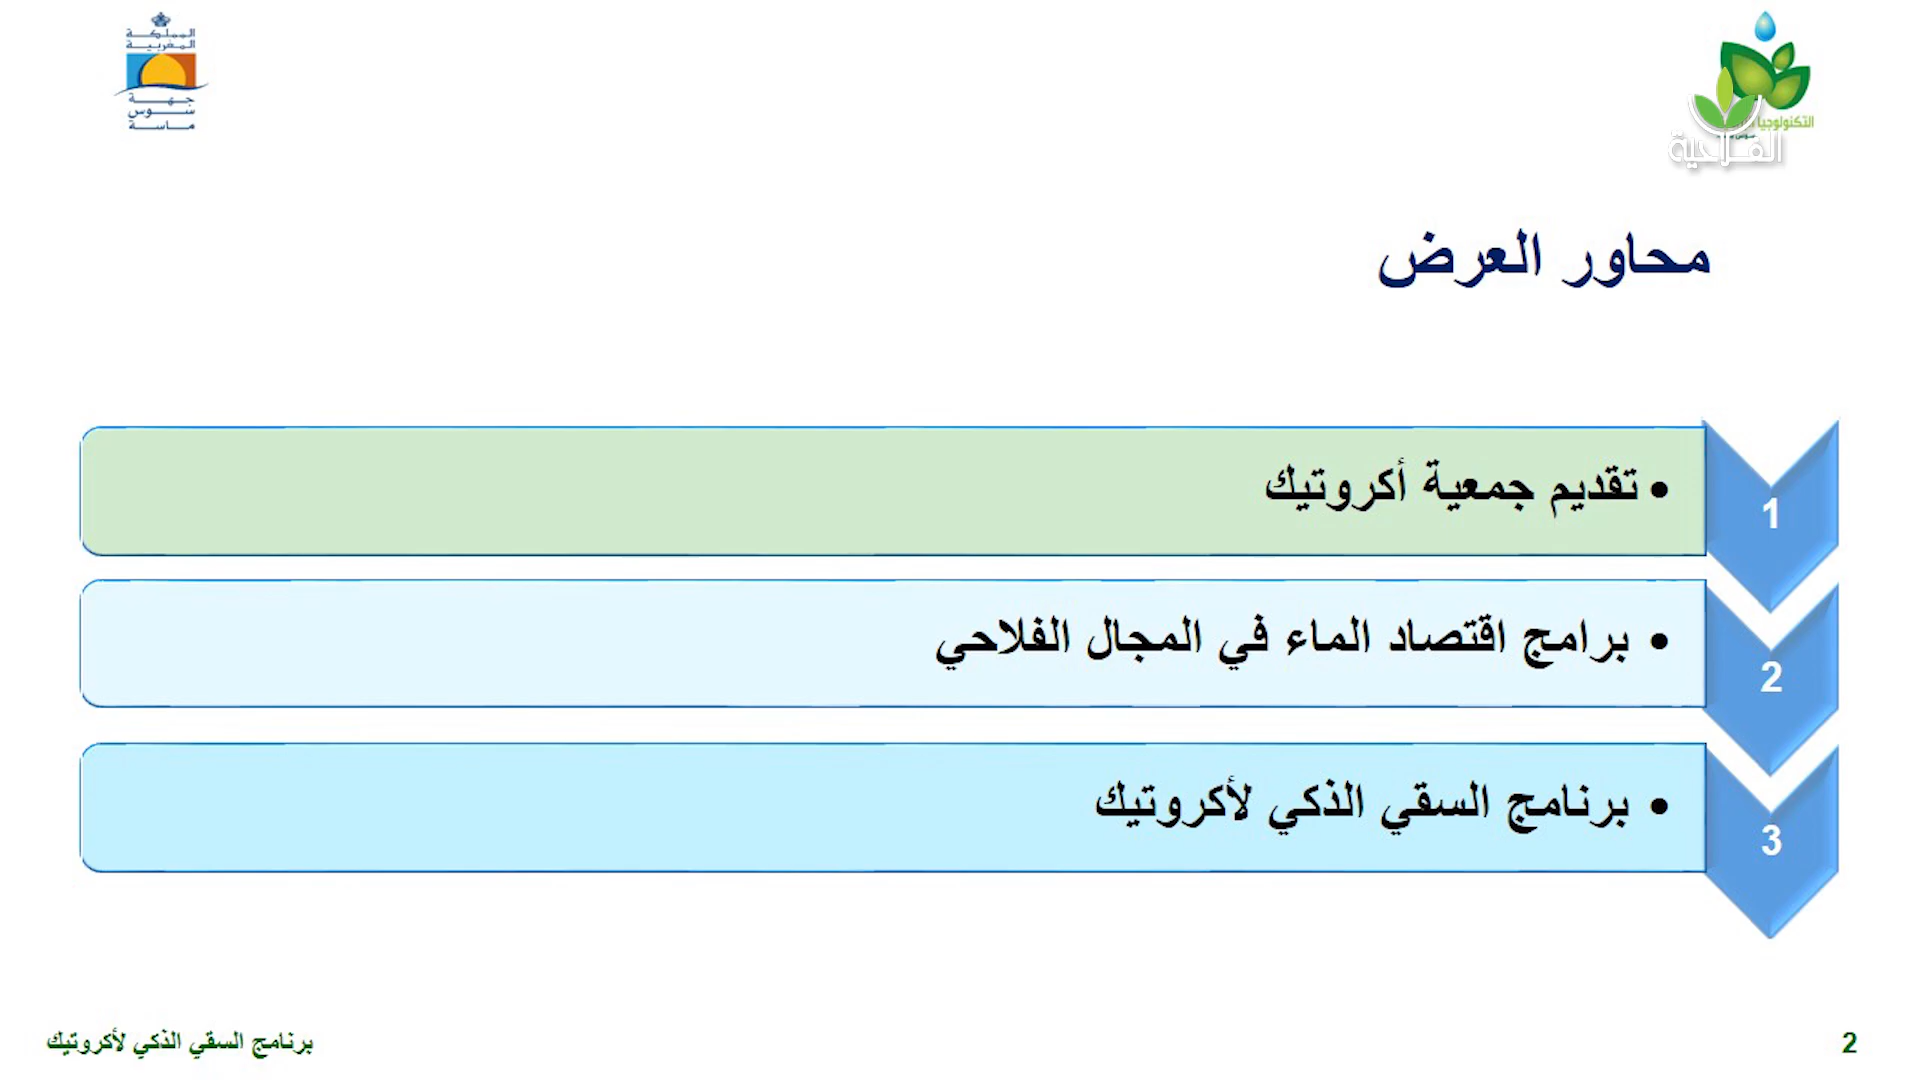 المملكة
المغربية
جهة
سوس
ماسة
التكنولوجيا
الفلاحية
محاور العرض
1
• تقديم جمعية أكروتيك
2
• برامج اقتصاد الماء في المجال الفلاحي
3
• برنامج السقي الذكي لأكروتيك
برنامج السقي الذكي لأكروتيك
2